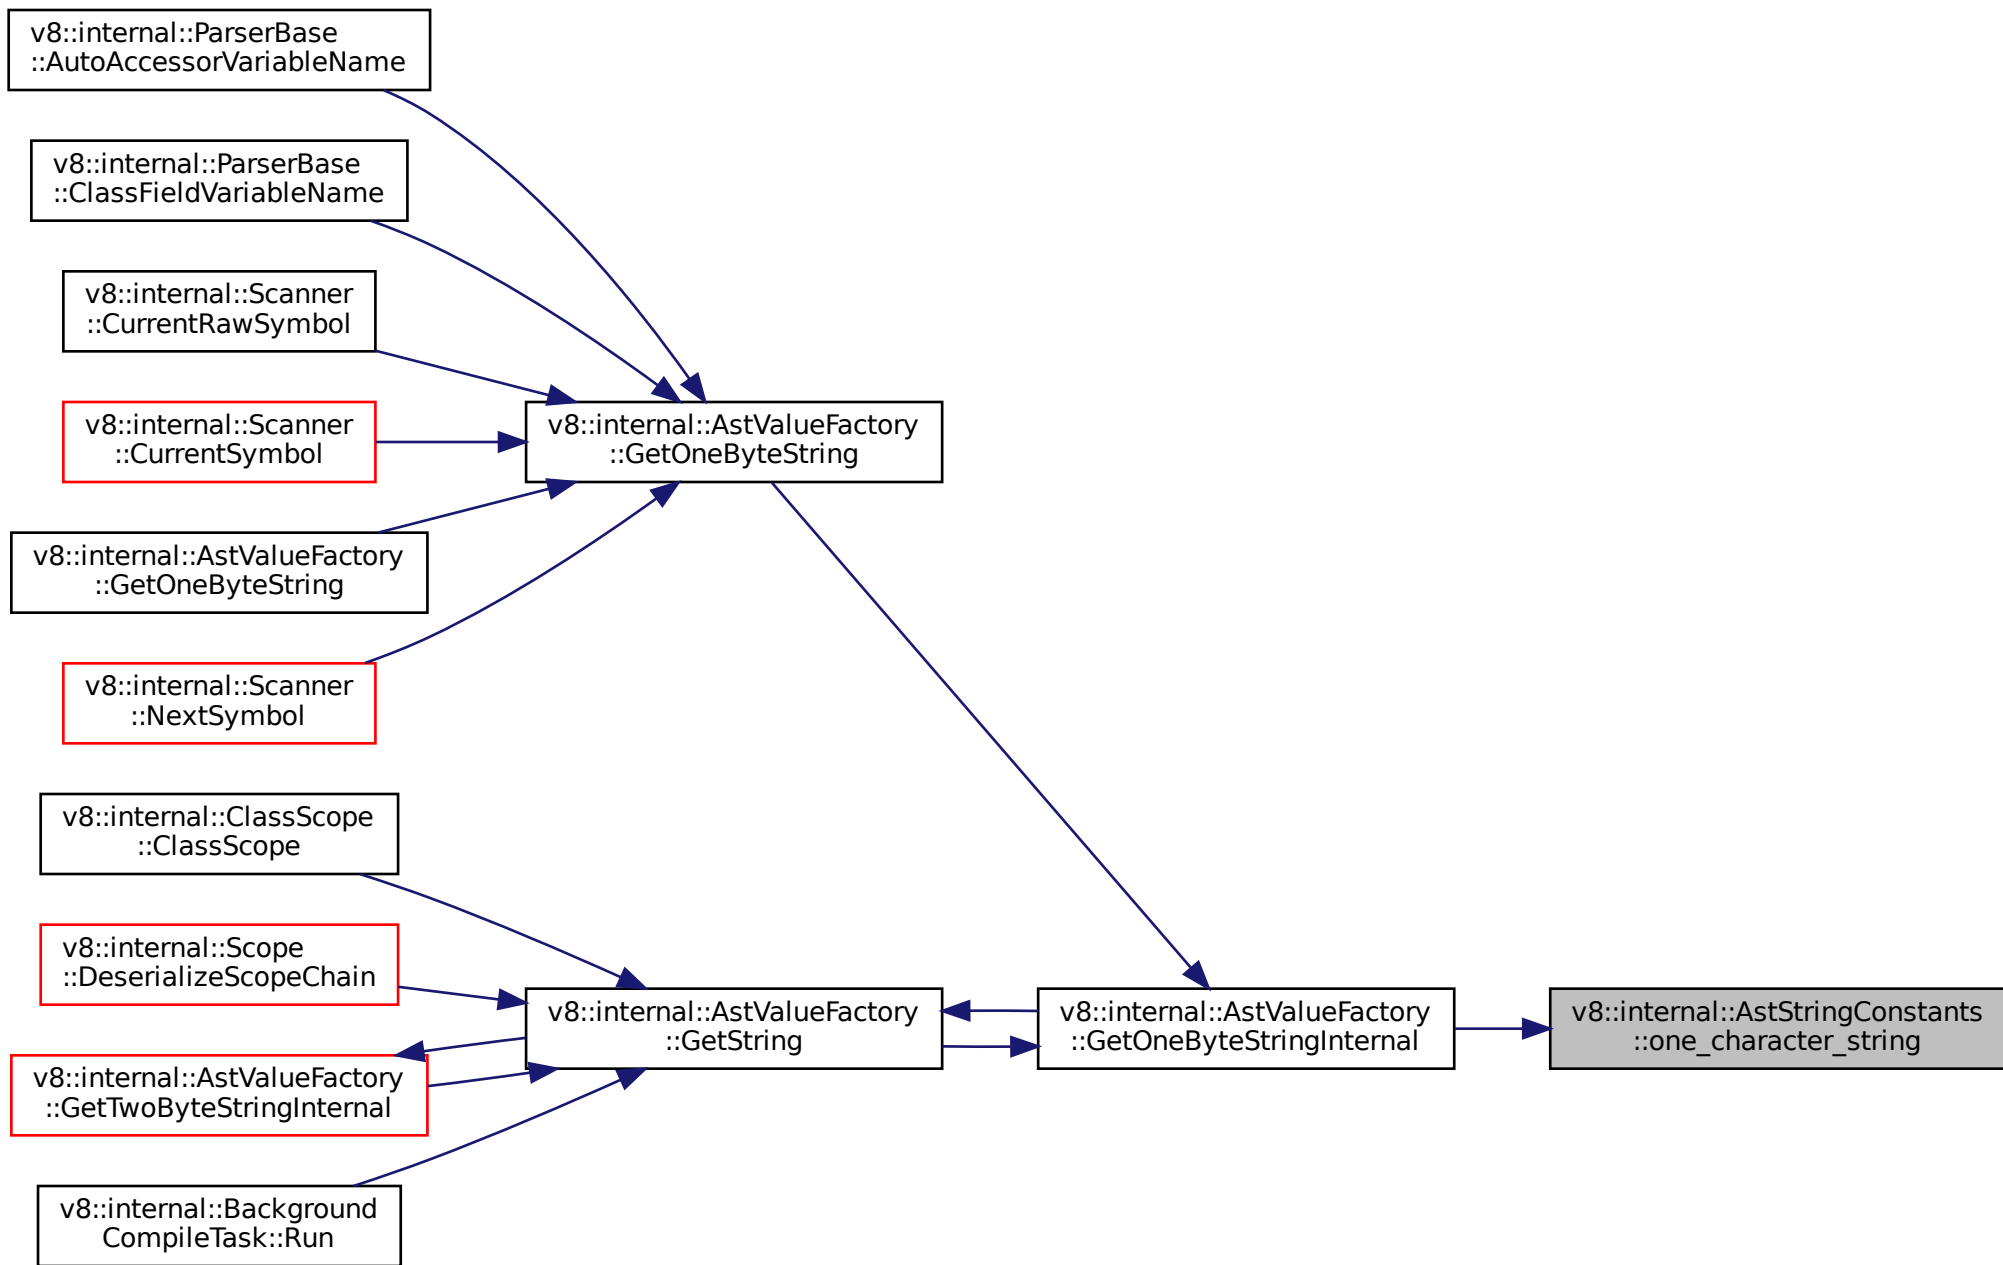 v8::internal::ParserBase
::AutoAccessorVariableName
v8::internal::ParserBase
::ClassFieldVariableName
v8::internal::Scanner
::CurrentRawSymbol
v8::internal::Scanner
::CurrentSymbol
v8::internal::AstValueFactory
::GetOneByteString
v8::internal::AstValueFactory
::GetOneByteString
v8::internal::Scanner
::NextSymbol
v8::internal::ClassScope
::ClassScope
v8::internal::Scope
::DeserializeScopeChain
v8::internal::AstValueFactory
::GetString
v8::internal::AstValueFactory
::GetOneByteStringInternal
v8::internal::AstStringConstants
::one_character_string
v8::internal::AstValueFactory
::GetTwoByteStringInternal
v8::internal::Background
CompileTask::Run